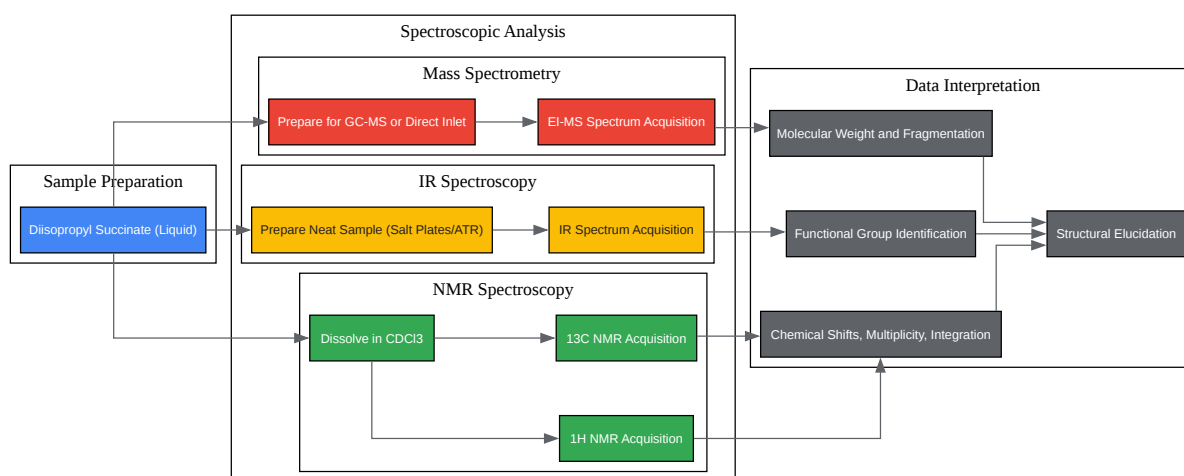 Spectroscopic Analysis
Mass Spectrometry
Data Interpretation
Prepare for GC-MS or Direct Inlet
EI-MS Spectrum Acquisition
Molecular Weight and Fragmentation
Sample Preparation
IR Spectroscopy
Diisopropyl Succinate (Liquid)
Prepare Neat Sample (Salt Plates/ATR)
IR Spectrum Acquisition
Functional Group Identification
Structural Elucidation
NMR Spectroscopy
Dissolve in CDCl3
13C NMR Acquisition
Chemical Shifts, Multiplicity, Integration
1H NMR Acquisition